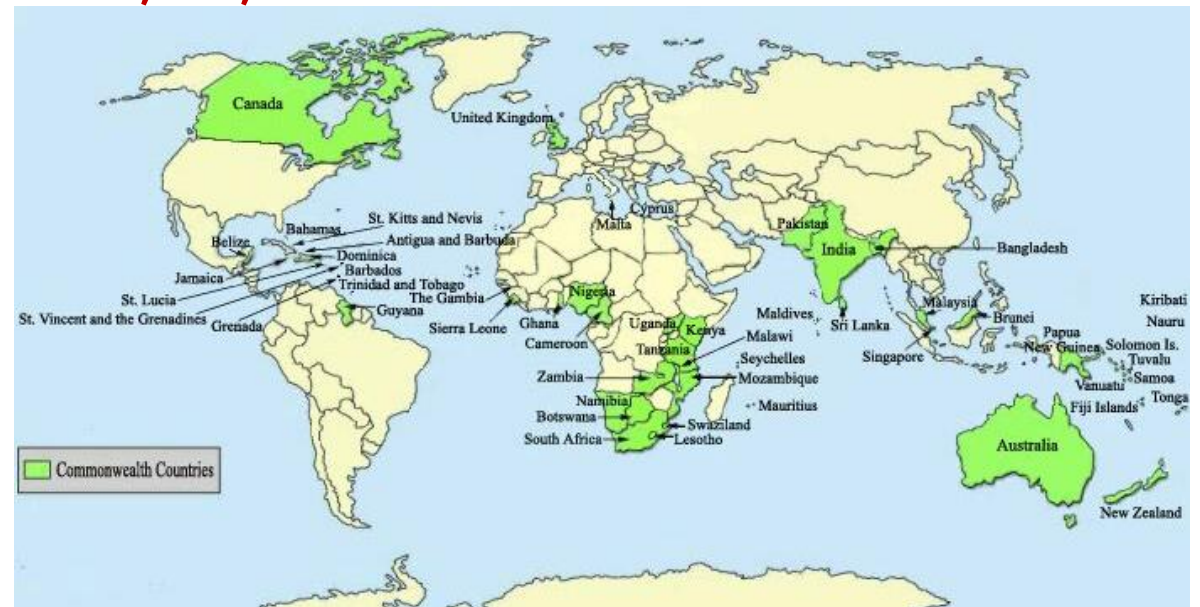 Canada
United Kingdom
Cyprus
Malta
St. Kitts and Nevis
Bahamas
Antigua and Barbuda
Belize
Dominica
Jamaica
Barbados
St. Lucia
Trinidad and Tobago
St. Vincent and the Grenadines
Grenada
Guyana
The Gambia
Sierra Leone
Nigeria
Ghana
Cameroon
Uganda
Kenya
Tanzania
Malawi
Seychelles
Zambia
Mozambique
Namibia
Mauritius
Botswana
Swaziland
South Africa
Lesotho
Pakistan
India
Bangladesh
Maldives
Sri Lanka
Malaysia
Brunei
Singapore
Kiribati
Nauru
Papua
New Guinea
Solomon Is.
Tuvalu
Vanuatu
Samoa
Fiji Islands
Tonga
Australia
New Zealand
Commonwealth Countries